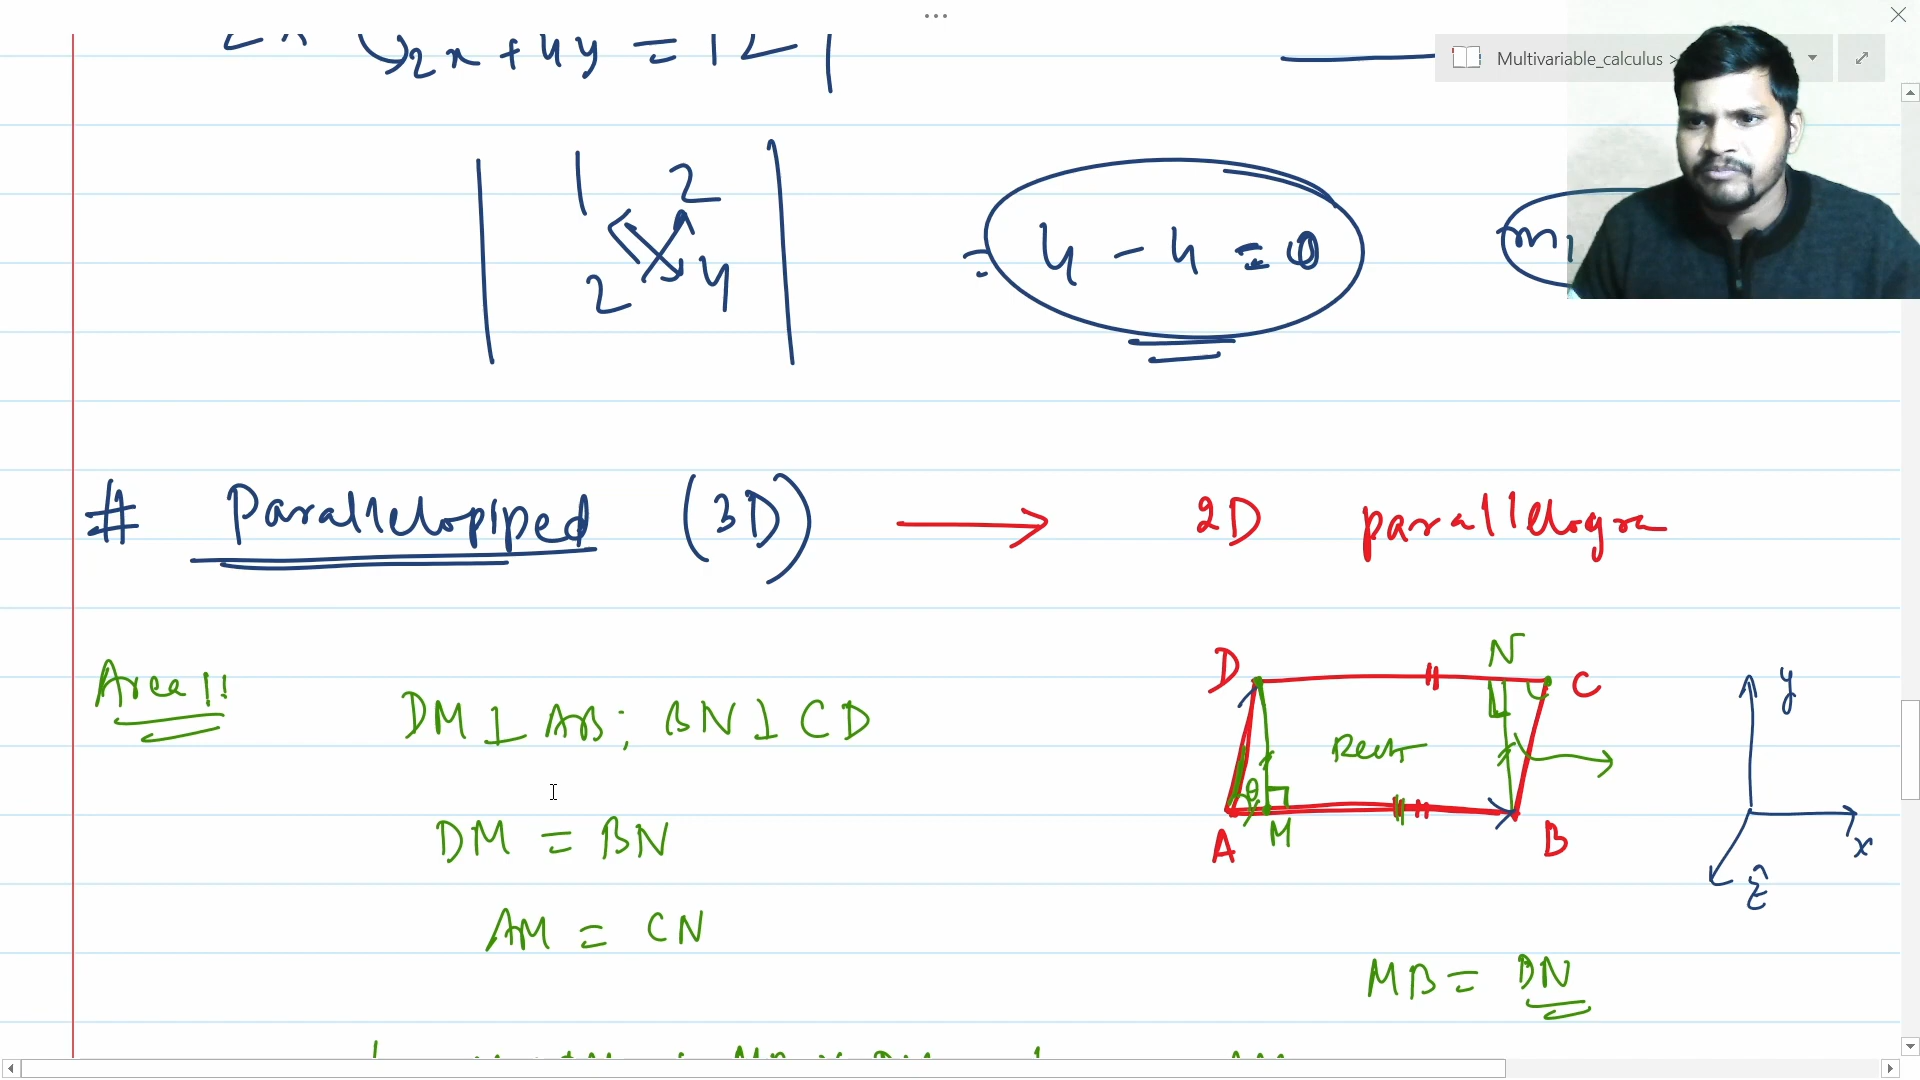 Multivariable_calculus >
2x + 4y = 12
1 2
2 4
= 4 - 4 = 0
m1
# Parallelopiped (3D) → 2D parallelogram
Area!!
DM ⊥ AB; BN ⊥ CD
DM = BN
AM = CN
D N C
Rect
θ
A M B
y
x
ẑ
MB = DN